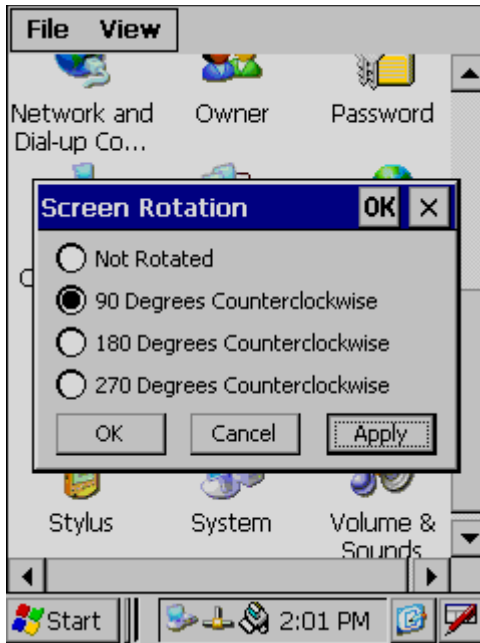 File View
Network and Dial-up Co...
Owner
Password
Screen Rotation OK ×
Not Rotated
90 Degrees Counterclockwise
180 Degrees Counterclockwise
270 Degrees Counterclockwise
OK Cancel Apply
Stylus System Volume &
Sounds
Start 2:01 PM